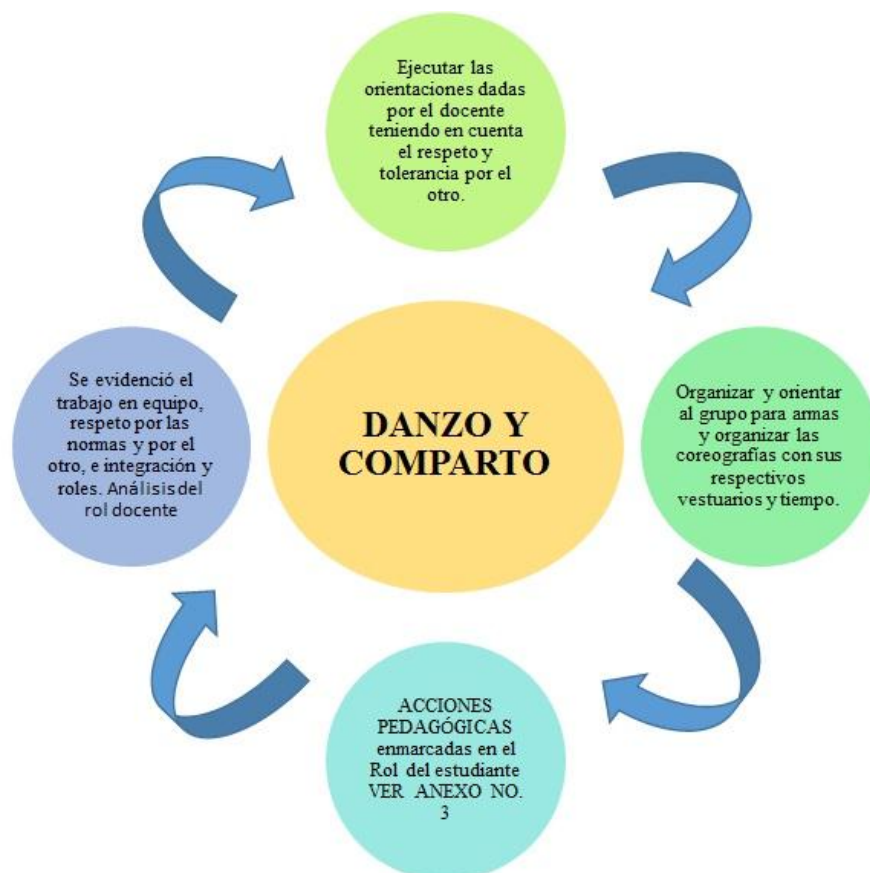 Ejecutar las
orientaciones dadas
por el docente
teniendo en cuenta
el respeto y
tolerancia por el
otro.
Organizar y orientar
al grupo para armas
y organizar las
coreografías con sus
respectivos
vestuarios y tiempo.
ACCIONES
PEDAGÓGICAS
enmarcadas en el
Rol del estudiante
VER ANEXO NO.
3
Se evidenció el
trabajo en equipo,
respeto por las
normas y por el
otro, e integración y
roles. Análisis del
rol docente
DANZO Y
COMPARTO